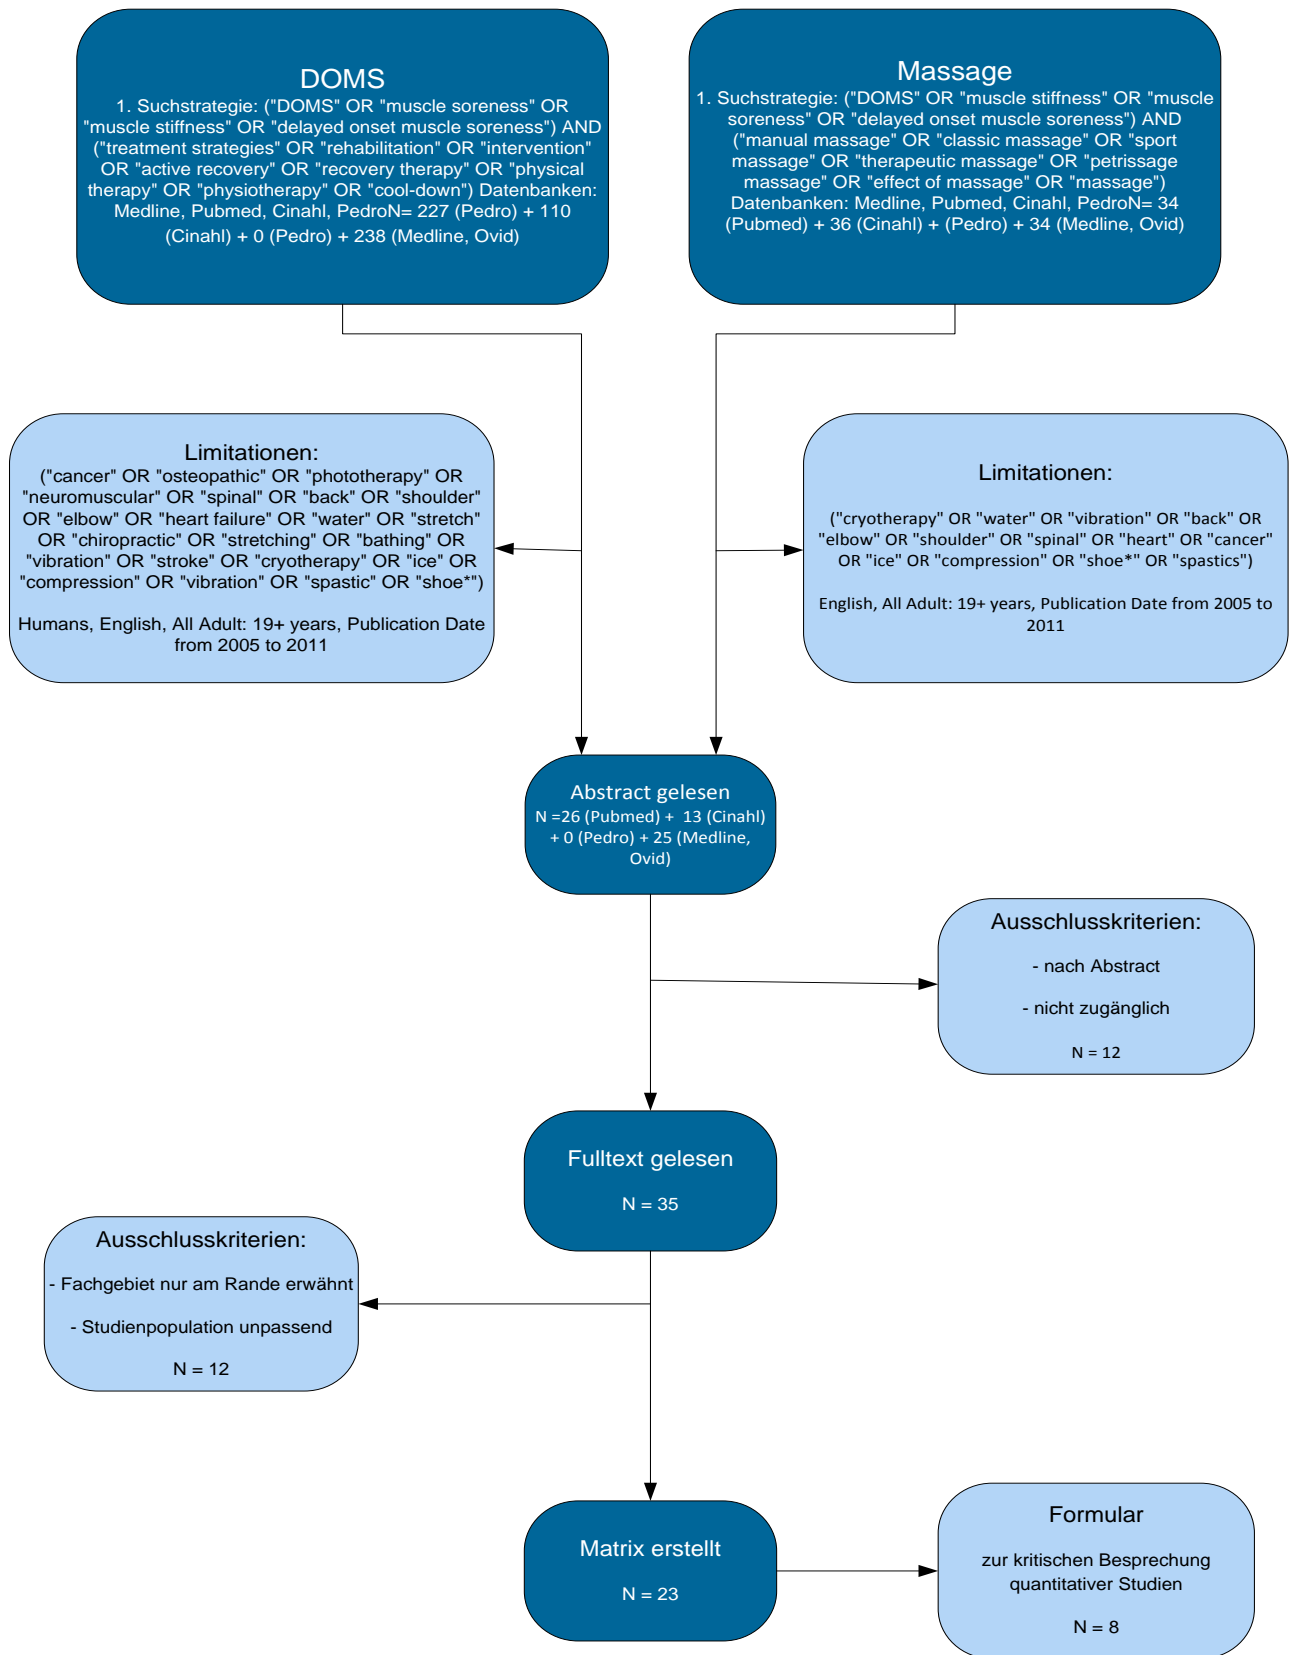 DOMS
1. Suchstrategie: ("DOMS" OR "muscle soreness" OR
"muscle stiffness" OR "delayed onset muscle soreness") AND
("treatment strategies" OR "rehabilitation" OR "intervention"
OR "active recovery" OR "recovery therapy" OR "physical
therapy" OR "physiotherapy" OR "cool-down") Datenbanken:
Medline, Pubmed, Cinahl, PedroN= 227 (Pedro) + 110
(Cinahl) + 0 (Pedro) + 238 (Medline, Ovid)
Massage
1. Suchstrategie: ("DOMS" OR "muscle stiffness" OR "muscle
soreness" OR "delayed onset muscle soreness") AND
("manual massage" OR "classic massage" OR "sport
massage" OR "therapeutic massage" OR "petrissage
massage" OR "effect of massage" OR "massage")
Datenbanken: Medline, Pubmed, Cinahl, PedroN= 34
(Pubmed) + 36 (Cinahl) + (Pedro) + 34 (Medline, Ovid)
Limitationen:
("cancer" OR "osteopathic" OR "phototherapy" OR
"neuromuscular" OR "spinal" OR "back" OR "shoulder"
OR "elbow" OR "heart failure" OR "water" OR "stretch"
OR "chiropractic" OR "stretching" OR "bathing" OR
"vibration" OR "stroke" OR "cryotherapy" OR "ice" OR
"compression" OR "vibration" OR "spastic" OR "shoe*")
Humans, English, All Adult: 19+ years, Publication Date
from 2005 to 2011
Limitationen:
("cryotherapy" OR "water" OR "vibration" OR "back" OR
"elbow" OR "shoulder" OR "spinal" OR "heart" OR "cancer"
OR "ice" OR "compression" OR "shoe*" OR "spastics")
English, All Adult: 19+ years, Publication Date from 2005 to
2011
Abstract gelesen
N =26 (Pubmed) + 13 (Cinahl)
+ 0 (Pedro) + 25 (Medline,
Ovid)
Ausschlusskriterien:
- nach Abstract
- nicht zugänglich
N = 12
Fulltext gelesen
N = 35
Ausschlusskriterien:
- Fachgebiet nur am Rande erwähnt
- Studienpopulation unpassend
N = 12
Matrix erstellt
N = 23
Formular
zur kritischen Besprechung
quantitativer Studien
N = 8